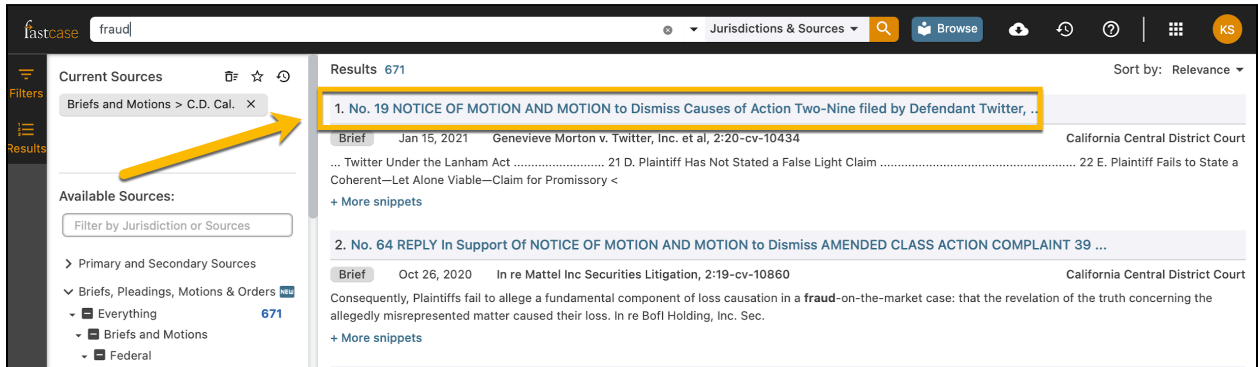 fastcase
fraud
Jurisdictions & Sources
Browse
KS
Filters
Results
Current Sources
Briefs and Motions > C.D. Cal. ×
Available Sources:
Filter by Jurisdiction or Sources
Primary and Secondary Sources
Briefs, Pleadings, Motions & Orders NEW
Everything 671
Briefs and Motions
Federal
Results 671
Sort by: Relevance
1. No. 19 NOTICE OF MOTION AND MOTION to Dismiss Causes of Action Two-Nine filed by Defendant Twitter, ...
Brief Jan 15, 2021 Genevieve Morton v. Twitter, Inc. et al, 2:20-cv-10434 California Central District Court
... Twitter Under the Lanham Act .......................... 21 D. Plaintiff Has Not Stated a False Light Claim ....................................................... 22 E. Plaintiff Fails to State a
Coherent—Let Alone Viable—Claim for Promissory <
+ More snippets
2. No. 64 REPLY In Support Of NOTICE OF MOTION AND MOTION to Dismiss AMENDED CLASS ACTION COMPLAINT 39 ...
Brief Oct 26, 2020 In re Mattel Inc Securities Litigation, 2:19-cv-10860 California Central District Court
Consequently, Plaintiffs fail to allege a fundamental component of loss causation in a fraud-on-the-market case: that the revelation of the truth concerning the
allegedly misrepresented matter caused their loss. In re BofI Holding, Inc. Sec.
+ More snippets